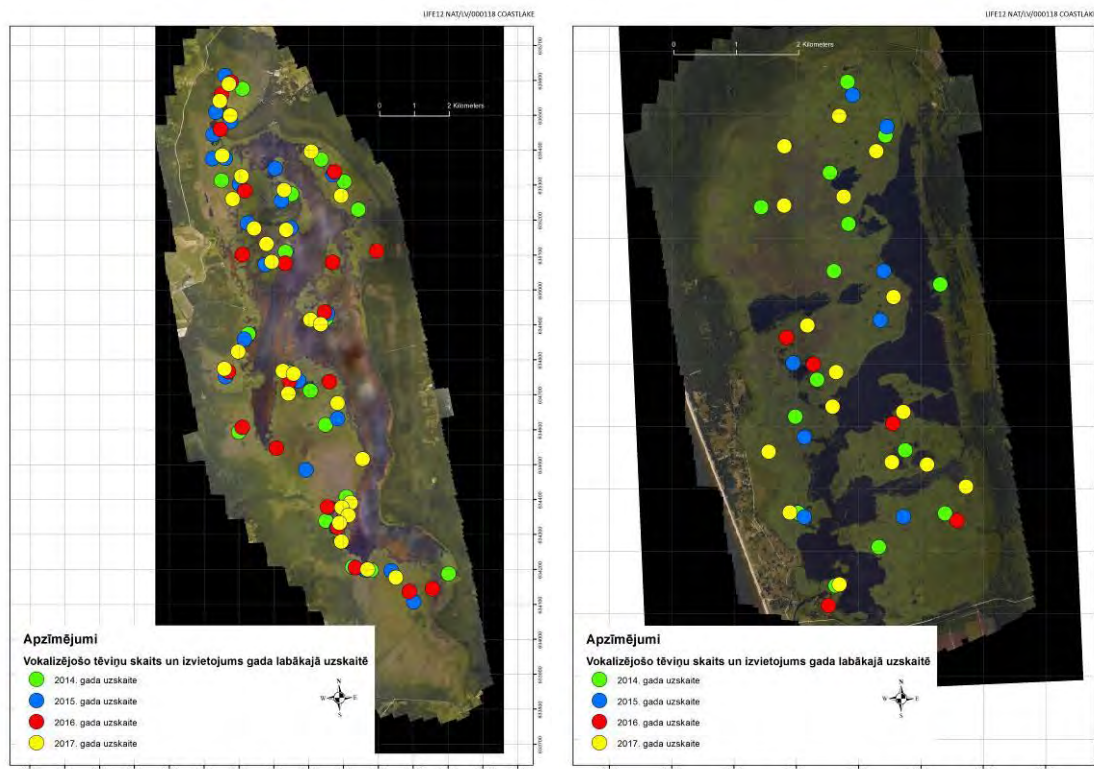 LIFE12 NAT/LV/000118 COASTLAKE
0 1 2 Kilometers
N
W E
S
Apzīmējumi
Vokalizējošo tēviņu skaits un izvietojums gada labākajā uzskaitē
2014. gada uzskaite
2015. gada uzskaite
2016. gada uzskaite
2017. gada uzskaite
LIFE12 NAT/LV/000118 COASTLAKE
0 1 2 Kilometers
N
W E
S
Apzīmējumi
Vokalizējošo tēviņu skaits un izvietojums gada labākajā uzskaitē
2014. gada uzskaite
2015. gada uzskaite
2016. gada uzskaite
2017. gada uzskaite